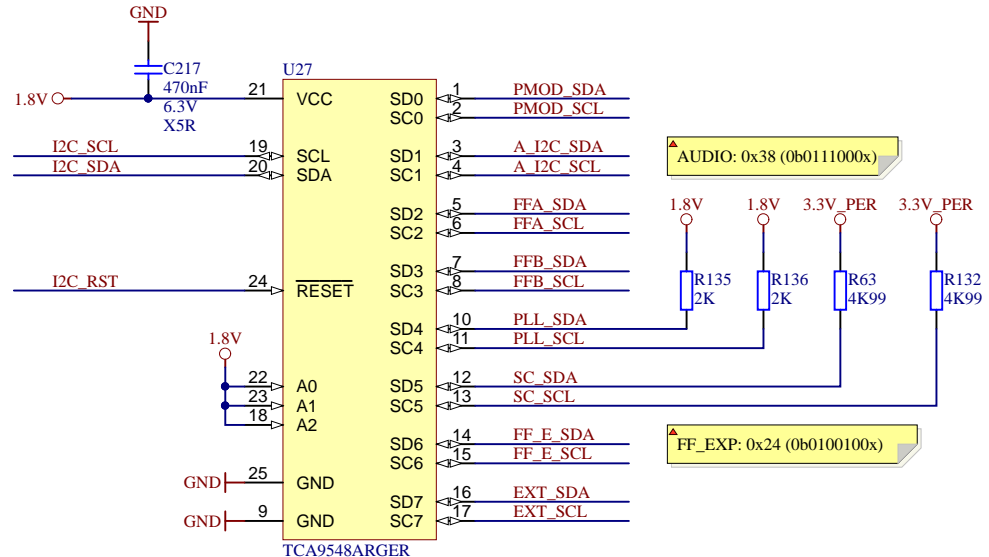 GND
C217
470nF
6.3V
X5R
1.8V
U27
21 VCC
I2C_SCL 19 SCL
I2C_SDA 20 SDA
I2C_RST 24 RESET
1.8V
22 A0
23 A1
18 A2
GND 25 GND
GND 9 GND
SD0 1 PMOD_SDA
SC0 2 PMOD_SCL
SD1 3 A_I2C_SDA
SC1 4 A_I2C_SCL
SD2 5 FFA_SDA
SC2 6 FFA_SCL
SD3 7 FFB_SDA
SC3 8 FFB_SCL
SD4 10 PLL_SDA
SC4 11 PLL_SCL
SD5 12 SC_SDA
SC5 13 SC_SCL
SD6 14 FF_E_SDA
SC6 15 FF_E_SCL
SD7 16 EXT_SDA
SC7 17 EXT_SCL
TCA9548ARGER
AUDIO: 0x38 (0b0111000x)
1.8V 1.8V 3.3V_PER 3.3V_PER
R135 R136 R63 R132
2K 2K 4K99 4K99
FF_EXP: 0x24 (0b0100100x)